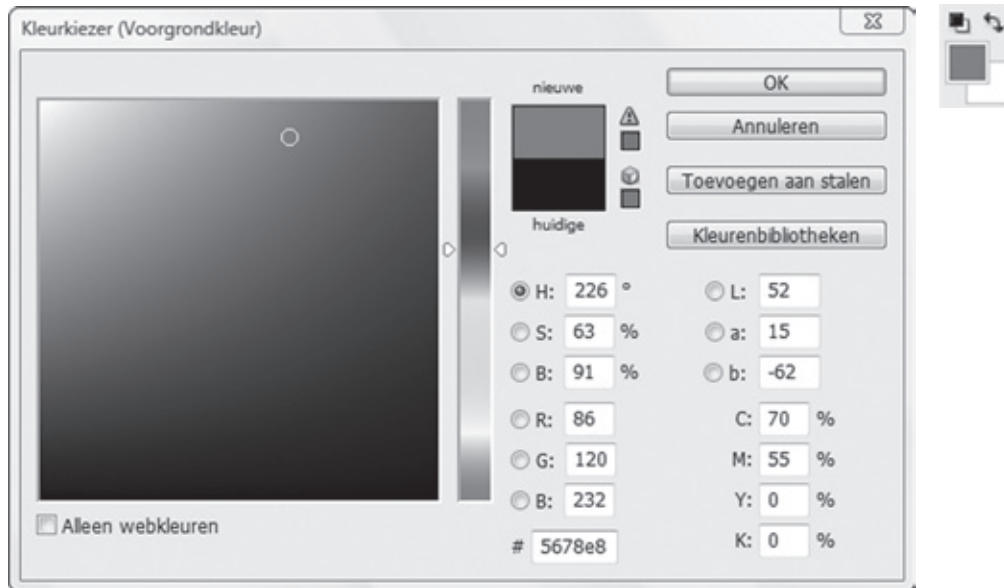 Kleurkiezer (Voorgrondkleur)
nieuwe
huidige
OK
Annuleren
Toevoegen aan stalen
Kleurenbibliotheken
H: 226 °
S: 63 %
B: 91 %
R: 86
G: 120
B: 232
# 5678e8
L: 52
a: 15
b: -62
C: 70 %
M: 55 %
Y: 0 %
K: 0 %
Alleen webkleuren